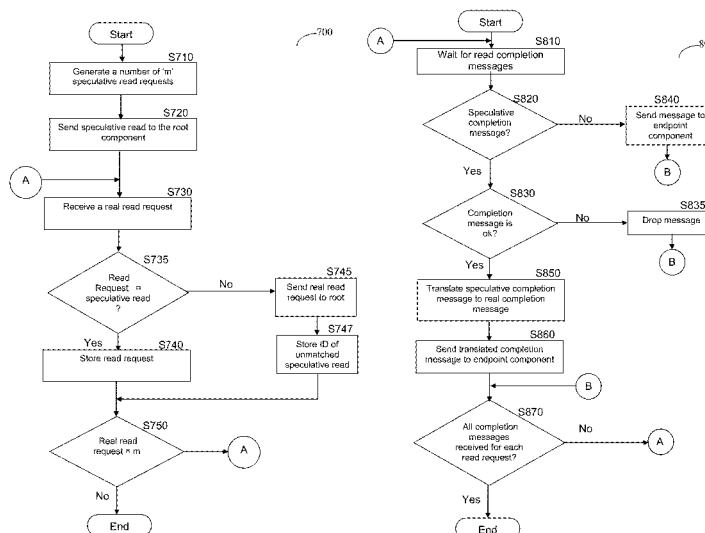 700
Start
S710
Generate a number of 'm'
speculative read requests
S720
Send speculative read to the root
component
A
S730
Receive a real read request
S735
Read
Request =
speculative read
?
No
S745
Send real read
request to root
Yes
S740
Store read request
S747
Store ID of
unmatched
speculative read
S750
Real read
request = m
A
No
End
Start
A
S810
Wait for read completion
messages
S820
Speculative
completion
message?
No
S840
Send message to
endpoint
component
B
Yes
S830
Completion
message is
ok?
No
S835
Drop message
B
Yes
S850
Translate speculative completion
message to real completion
message
S860
Send translated completion
message to endpoint component
B
S870
All completion
messages
received for each
read request?
No
A
Yes
End